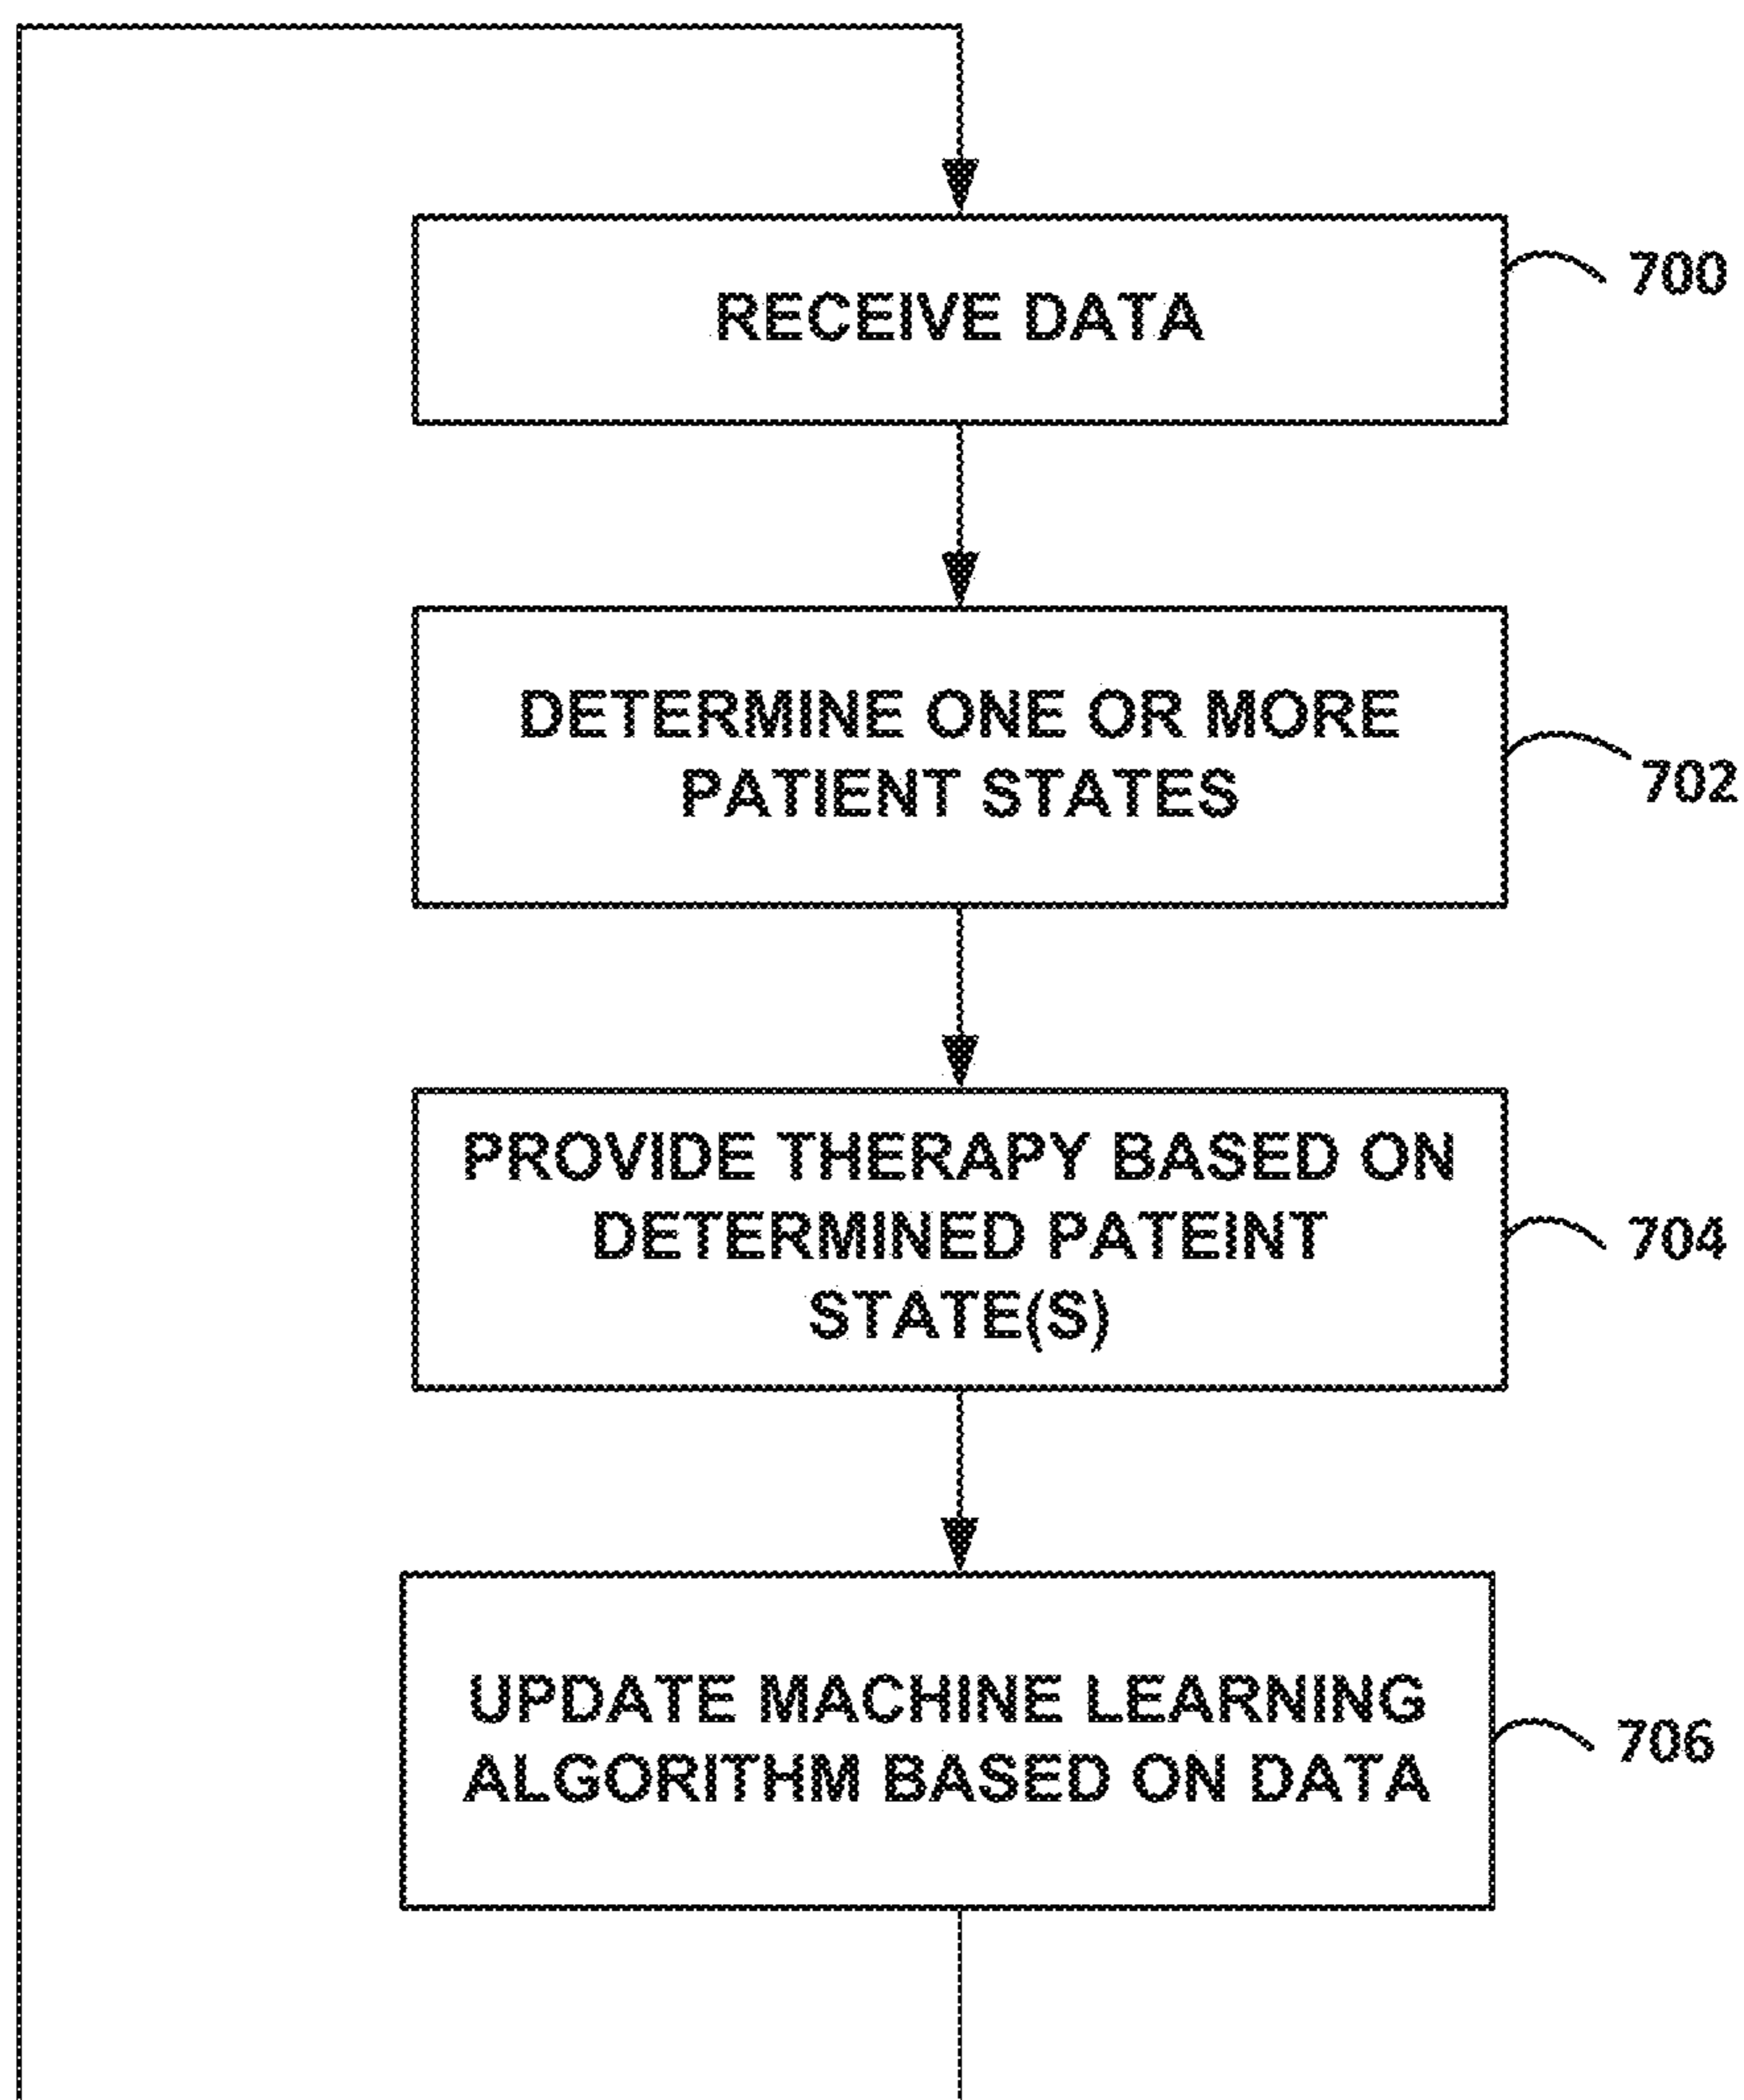 RECEIVE DATA
700
DETERMINE ONE OR MORE
PATIENT STATES
702
PROVIDE THERAPY BASED ON
DETERMINED PATEINT
STATE(S)
704
UPDATE MACHINE LEARNING
ALGORITHM BASED ON DATA
706